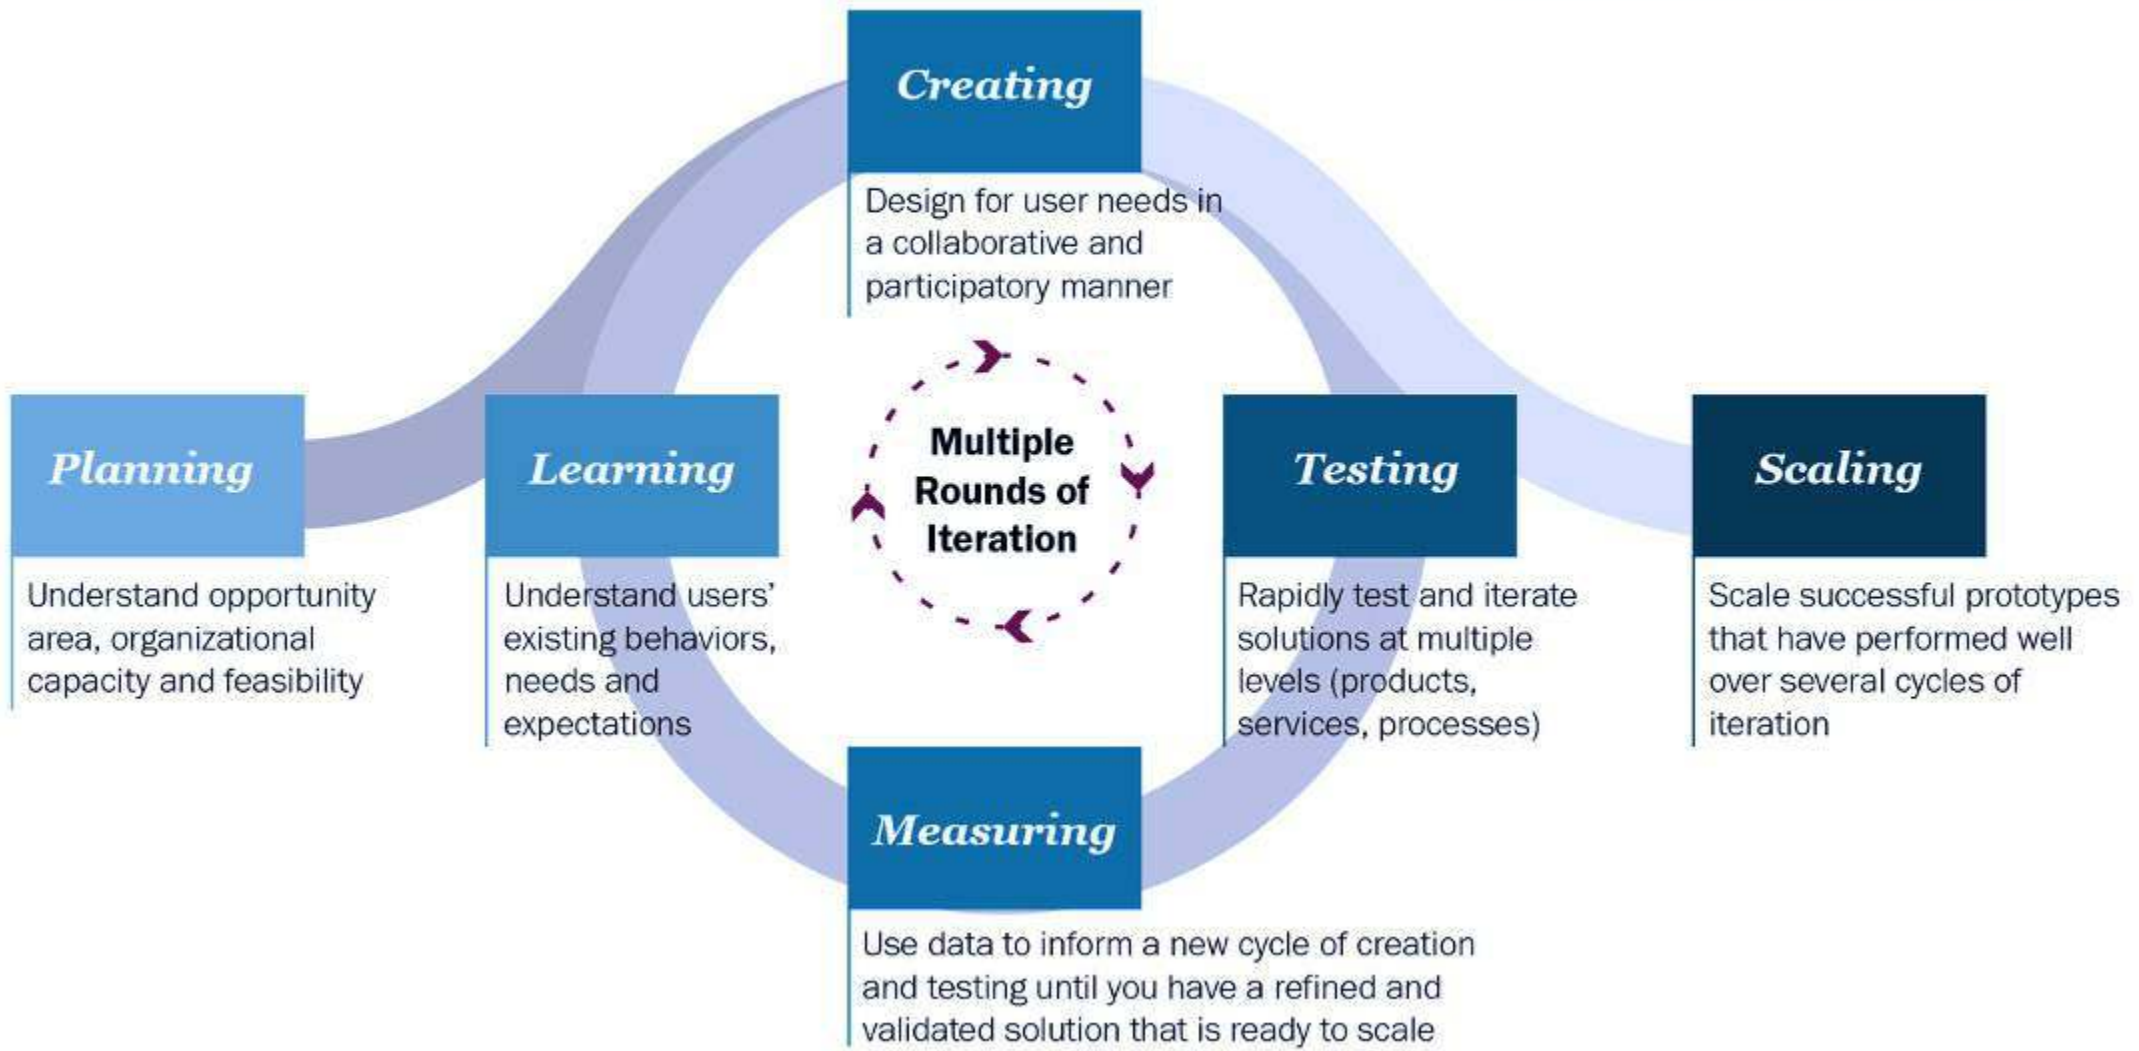 Creating
Design for user needs in
a collaborative and
participatory manner
Planning
Understand opportunity
area, organizational
capacity and feasibility
Learning
Understand users’
existing behaviors,
needs and
expectations
Multiple
Rounds of
Iteration
Testing
Rapidly test and iterate
solutions at multiple
levels (products,
services, processes)
Scaling
Scale successful prototypes
that have performed well
over several cycles of
iteration
Measuring
Use data to inform a new cycle of creation
and testing until you have a refined and
validated solution that is ready to scale